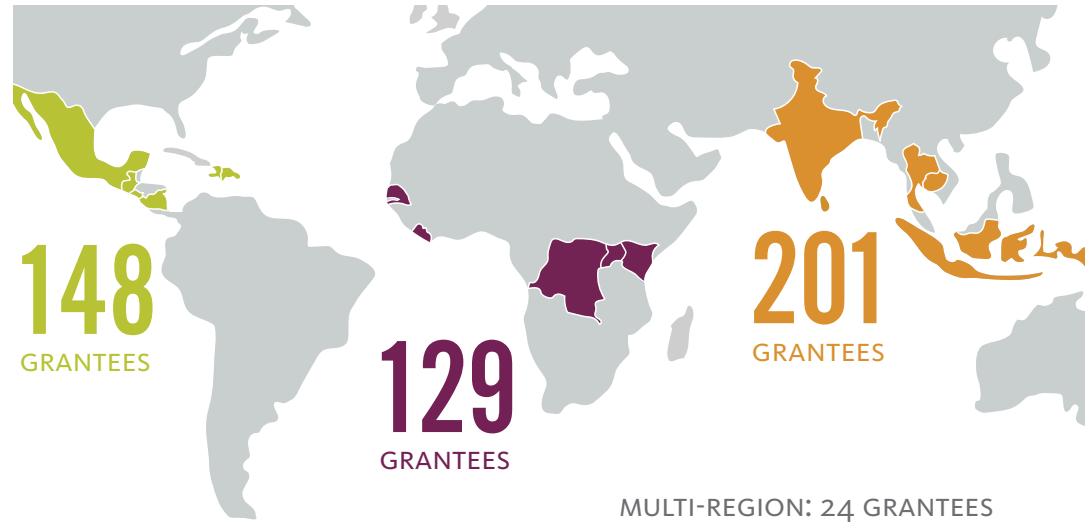 148
GRANTEES
129
GRANTEES
201
GRANTEES
MULTI-REGION: 24 GRANTEES